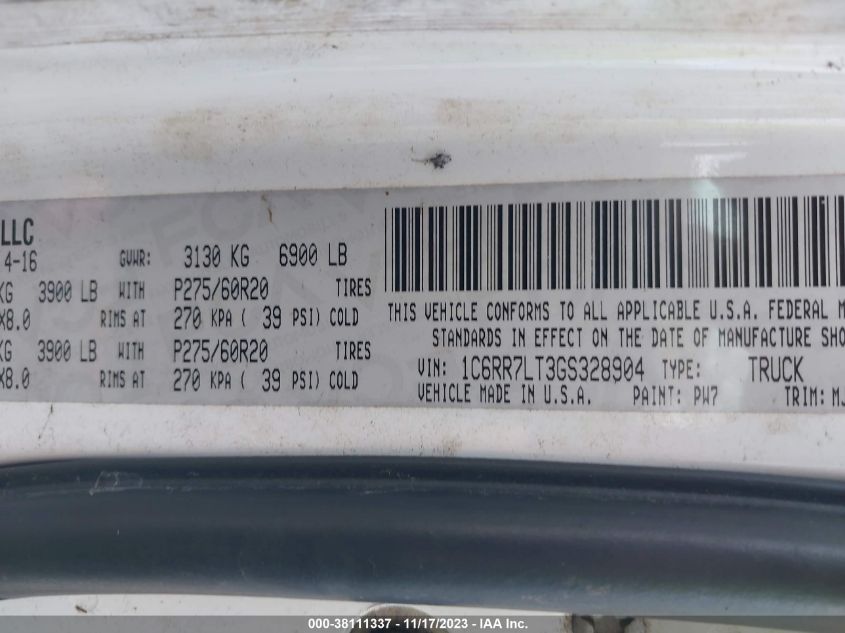 LLC
4-16 GVWR: 3130 KG 6900 LB
KG 3900 LB WITH P275/60R20 TIRES
X8.0 RIMS AT 270 KPA ( 39 PSI) COLD
KG 3900 LB WITH P275/60R20 TIRES
X8.0 RIMS AT 270 KPA ( 39 PSI) COLD
THIS VEHICLE CONFORMS TO ALL APPLICABLE U.S.A. FEDERAL M
STANDARDS IN EFFECT ON THE DATE OF MANUFACTURE SHO
VIN: 1C6RR7LT3GS328904 TYPE: TRUCK
VEHICLE MADE IN U.S.A. PAINT: PW7 TRIM: MJ
000-38111337 - 11/17/2023 - IAA Inc.